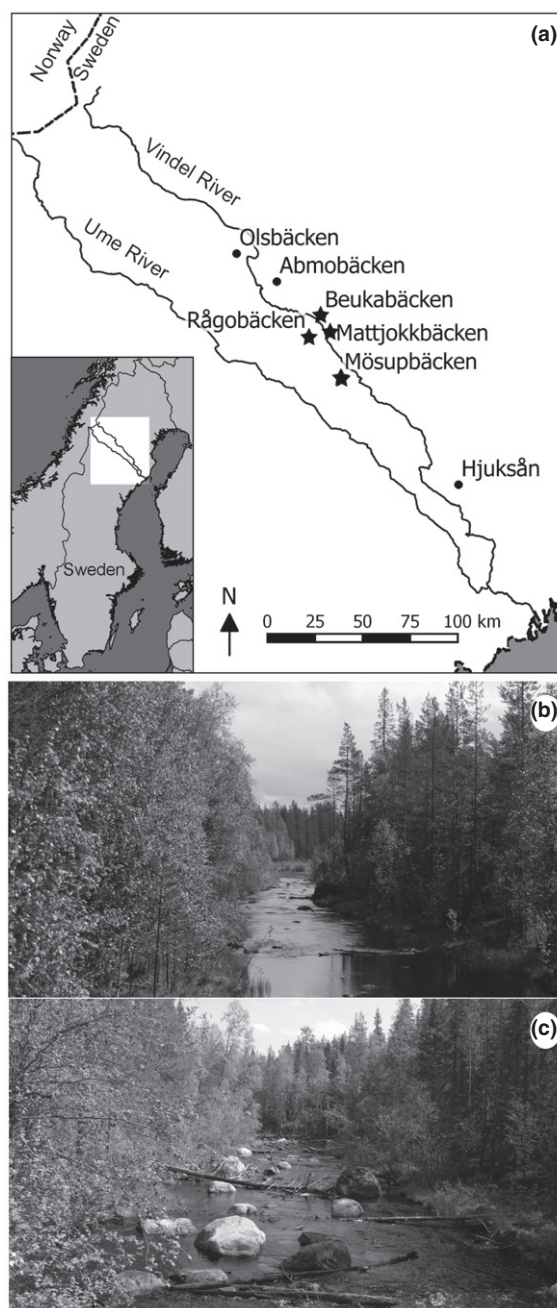 (a)
Norway
Sweden
Vindel River
Ume River
Olsbäcken
Abmobäcken
Beukabäcken
Rågobäcken
Mattjokkbäcken
Mösupbäcken
Hjuksån
Sweden
N
0 25 50 75 100 km
(b)
(c)